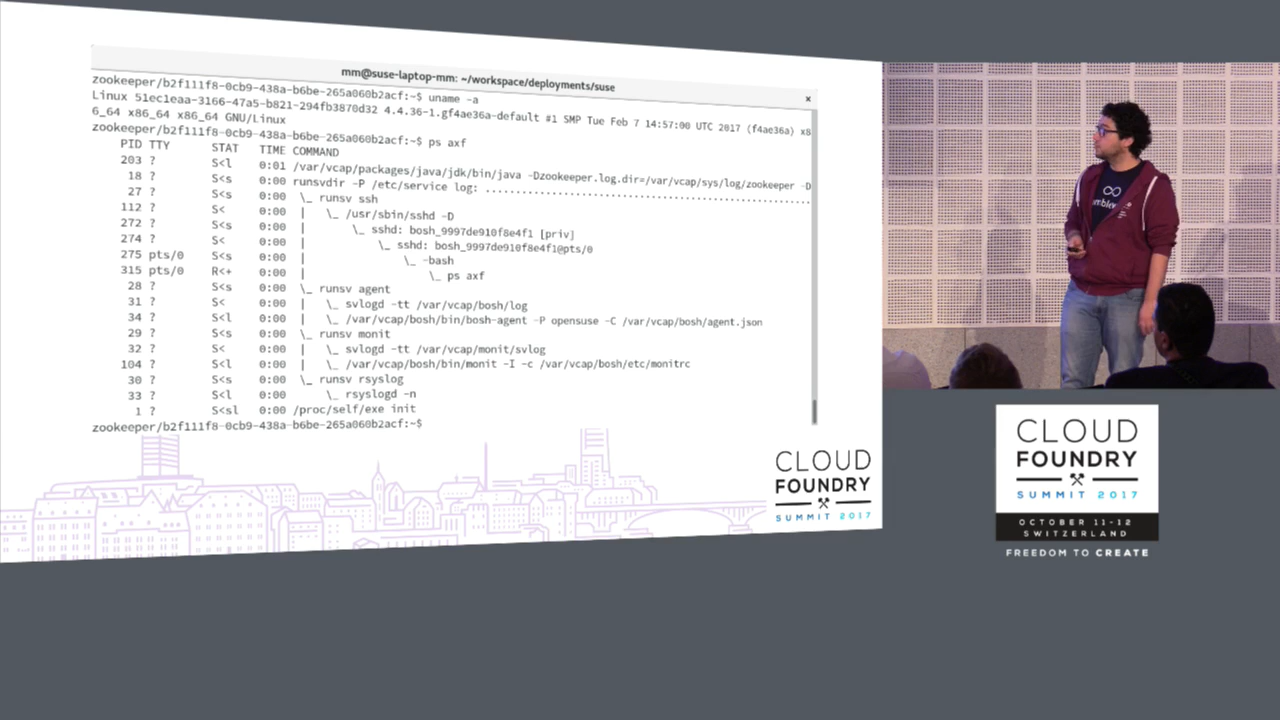 mm@suse-laptop-mm: ~/workspace/deployments/suse ×
zookeeper/b2f111f8-0cb9-438a-b6be-265a060b2acf:~$ uname -a
Linux 51ec1eaa-3166-47a5-b821-294fb3870d32 4.4.36-1.gf4ae36a-default #1 SMP Tue Feb 7 14:57:00 UTC 2017 (f4ae36a) x8
6_64 x86_64 x86_64 GNU/Linux
zookeeper/b2f111f8-0cb9-438a-b6be-265a060b2acf:~$ ps axf
PID TTY STAT TIME COMMAND
203 ? S<l 0:01 /var/vcap/packages/java/jdk/bin/java -Dzookeeper.log.dir=/var/vcap/sys/log/zookeeper -D
18 ? S<s 0:00 runsvdir -P /etc/service log: ................................................
27 ? S<s 0:00 \_ runsv ssh
112 ? S< 0:00 | \_ /usr/sbin/sshd -D
272 ? S<s 0:00 | \_ sshd: bosh_9997de910f8e4f1 [priv]
274 ? S< 0:00 | \_ sshd: bosh_9997de910f8e4f1@pts/0
275 pts/0 S<s 0:00 | \_ -bash
315 pts/0 R<+ 0:00 | \_ ps axf
28 ? S<s 0:00 \_ runsv agent
31 ? S< 0:00 | \_ svlogd -tt /var/vcap/bosh/log
34 ? S<l 0:00 | \_ /var/vcap/bosh/bin/bosh-agent -P opensuse -C /var/vcap/bosh/agent.json
29 ? S<s 0:00 \_ runsv monit
32 ? S< 0:00 | \_ svlogd -tt /var/vcap/monit/svlog
104 ? S<l 0:00 | \_ /var/vcap/bosh/bin/monit -I -c /var/vcap/bosh/etc/monitrc
30 ? S<s 0:00 \_ runsv rsyslog
33 ? S<l 0:00 \_ rsyslogd -n
1 ? S<sl 0:00 /proc/self/exe init
zookeeper/b2f111f8-0cb9-438a-b6be-265a060b2acf:~$
CLOUD
FOUNDRY
SUMMIT 2017
CLOUD
FOUNDRY
SUMMIT 2017
OCTOBER 11-12
SWITZERLAND
FREEDOM TO CREATE